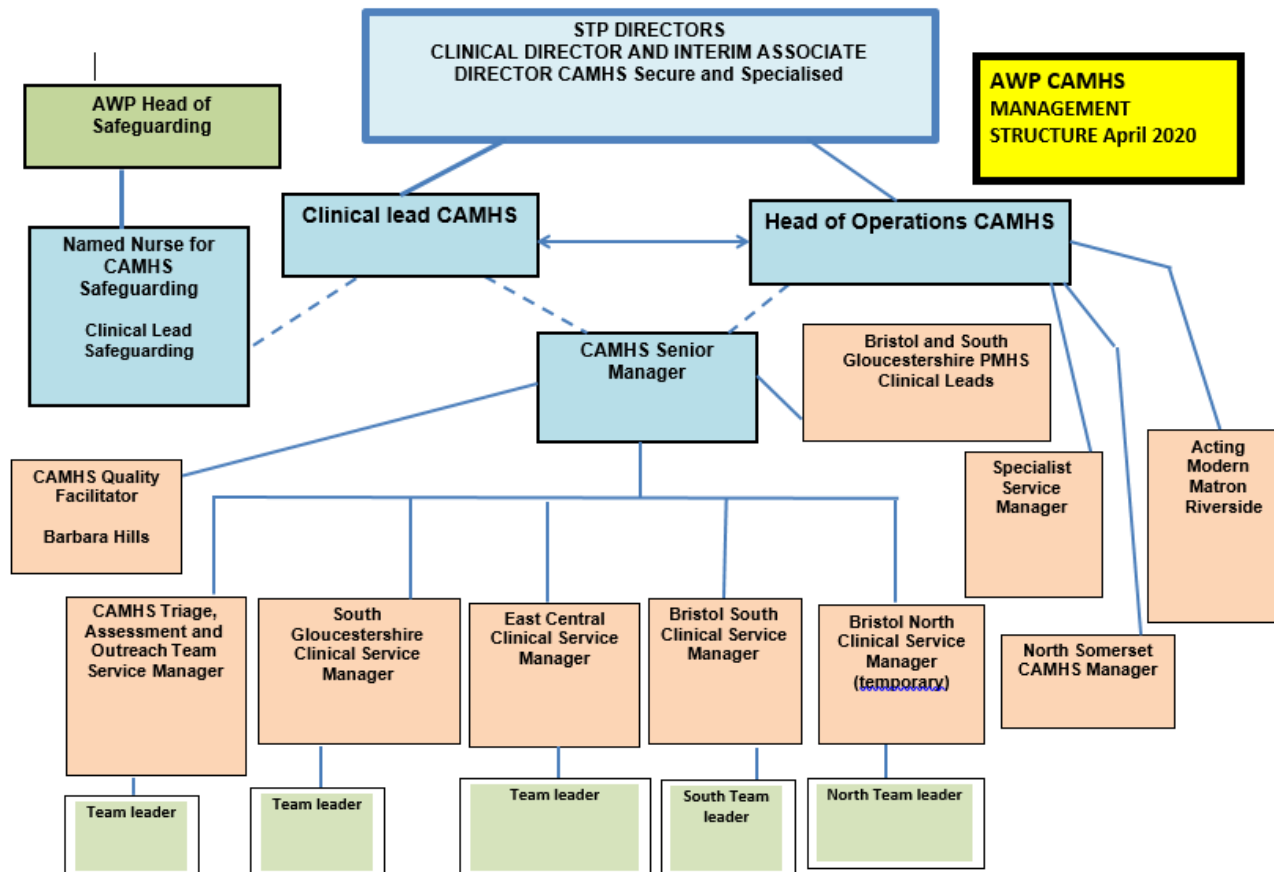 STP DIRECTORS
CLINICAL DIRECTOR AND INTERIM ASSOCIATE
DIRECTOR CAMHS Secure and Specialised
AWP CAMHS
MANAGEMENT
STRUCTURE April 2020
AWP Head of
Safeguarding
Clinical lead CAMHS
Head of Operations CAMHS
Named Nurse for
CAMHS
Safeguarding
Clinical Lead
Safeguarding
CAMHS Senior
Manager
Bristol and South
Gloucestershire PMHS
Clinical Leads
CAMHS Quality
Facilitator
Barbara Hills
Specialist
Service
Manager
Acting
Modern
Matron
Riverside
CAMHS Triage,
Assessment and
Outreach Team
Service Manager
South
Gloucestershire
Clinical Service
Manager
East Central
Clinical Service
Manager
Bristol South
Clinical Service
Manager
Bristol North
Clinical Service
Manager
(temporary)
North Somerset
CAMHS Manager
Team leader
Team leader
Team leader
South Team
leader
North Team leader